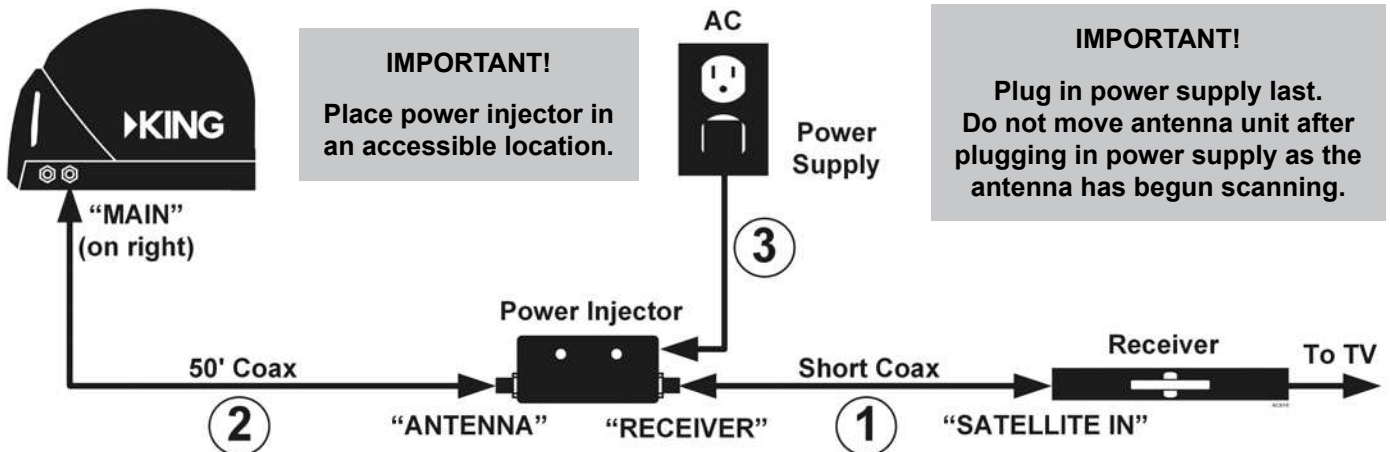 AC
IMPORTANT!
Place power injector in
an accessible location.
IMPORTANT!
Plug in power supply last.
Do not move antenna unit after
plugging in power supply as the
antenna has begun scanning.
KING
Power
Supply
“MAIN”
(on right)
3
Power Injector
Receiver
To TV
50' Coax
Short Coax
2
“ANTENNA”
“RECEIVER”
1
“SATELLITE IN”